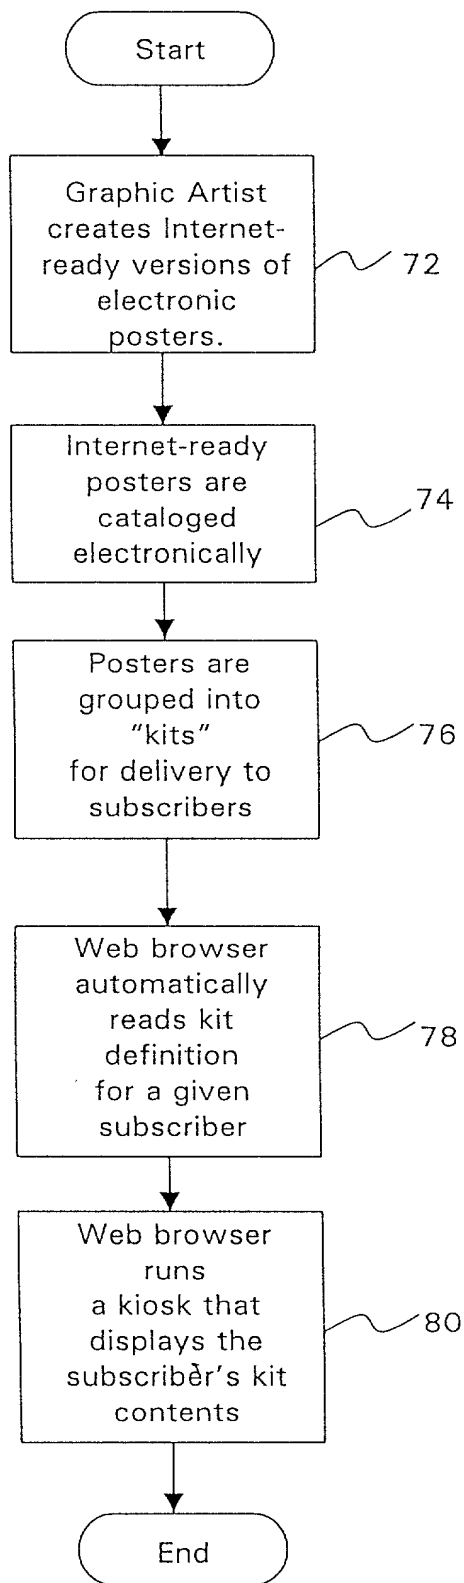 Start
Graphic Artist
creates Internet-
ready versions of
electronic
posters.
72
Internet-ready
posters are
cataloged
electronically
74
Posters are
grouped into
"kits"
for delivery to
subscribers
76
Web browser
automatically
reads kit
definition
for a given
subscriber
78
Web browser
runs
a kiosk that
displays the
subscriber's kit
contents
80
End